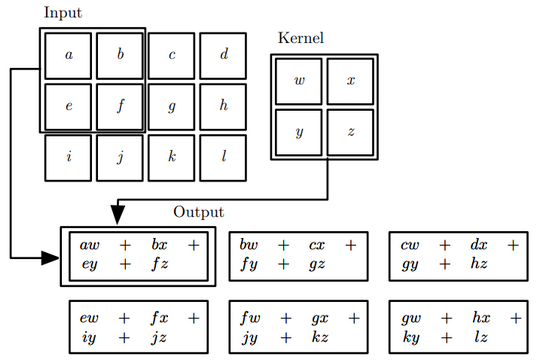 Input
a b c d
Kernel
w x
e f g h
y z
i j k l
Output
aw + bx +
ey + fz
bw + cx +
fy + gz
cw + dx +
gy + hz
ew + fx +
iy + jz
fw + gx +
jy + kz
gw + hx +
ky + lz